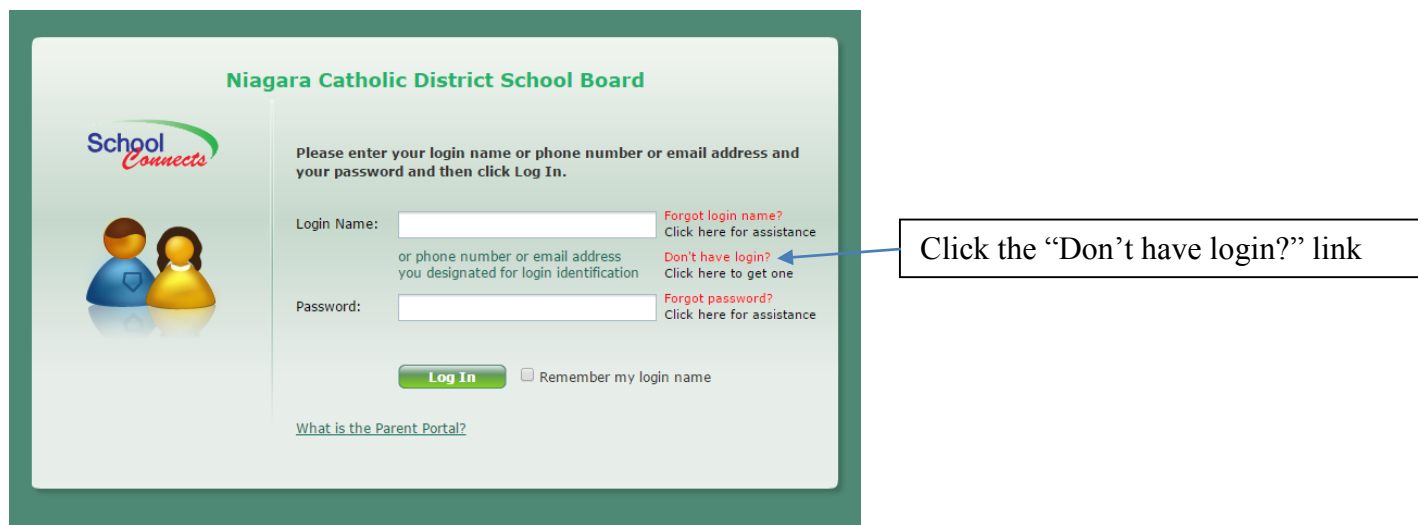 Niagara Catholic District School Board
School
Connects
Please enter your login name or phone number or email address and
your password and then click Log In.
Login Name:
Forgot login name?
Click here for assistance
or phone number or email address
you designated for login identification
Don't have login?
Click here to get one
Click the “Don’t have login?” link
Password:
Forgot password?
Click here for assistance
Log In
Remember my login name
What is the Parent Portal?